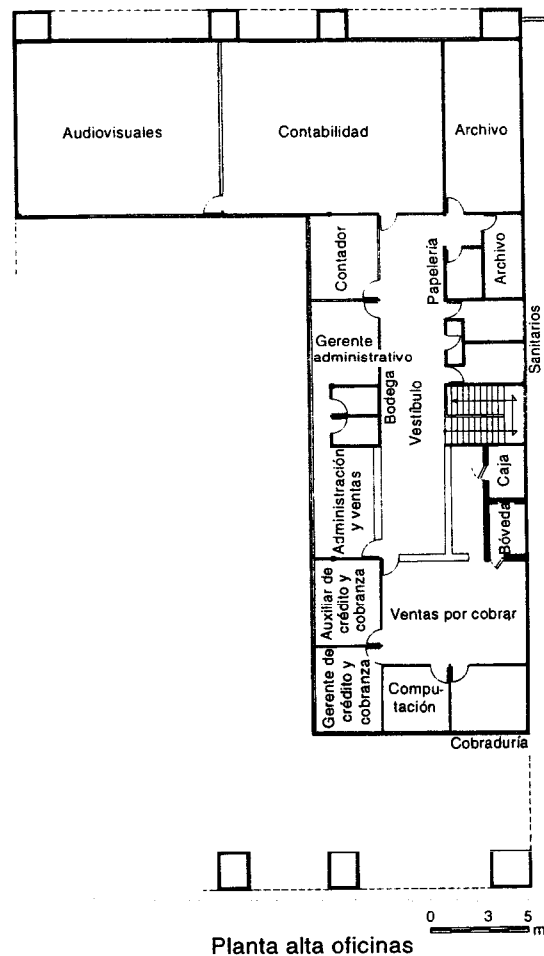 Audiovisuales
Contabilidad
Archivo
Contador
Papelería
Archivo
Sanitarios
Gerente
administrativo
Bodega
Vestíbulo
Administración
y ventas
Caja
Bóveda
Auxiliar de
crédito y
cobranza
Ventas por cobrar
Gerente de
crédito y
cobranza
Compu-
tación
Cobraduría
0 3 5
m
Planta alta oficinas